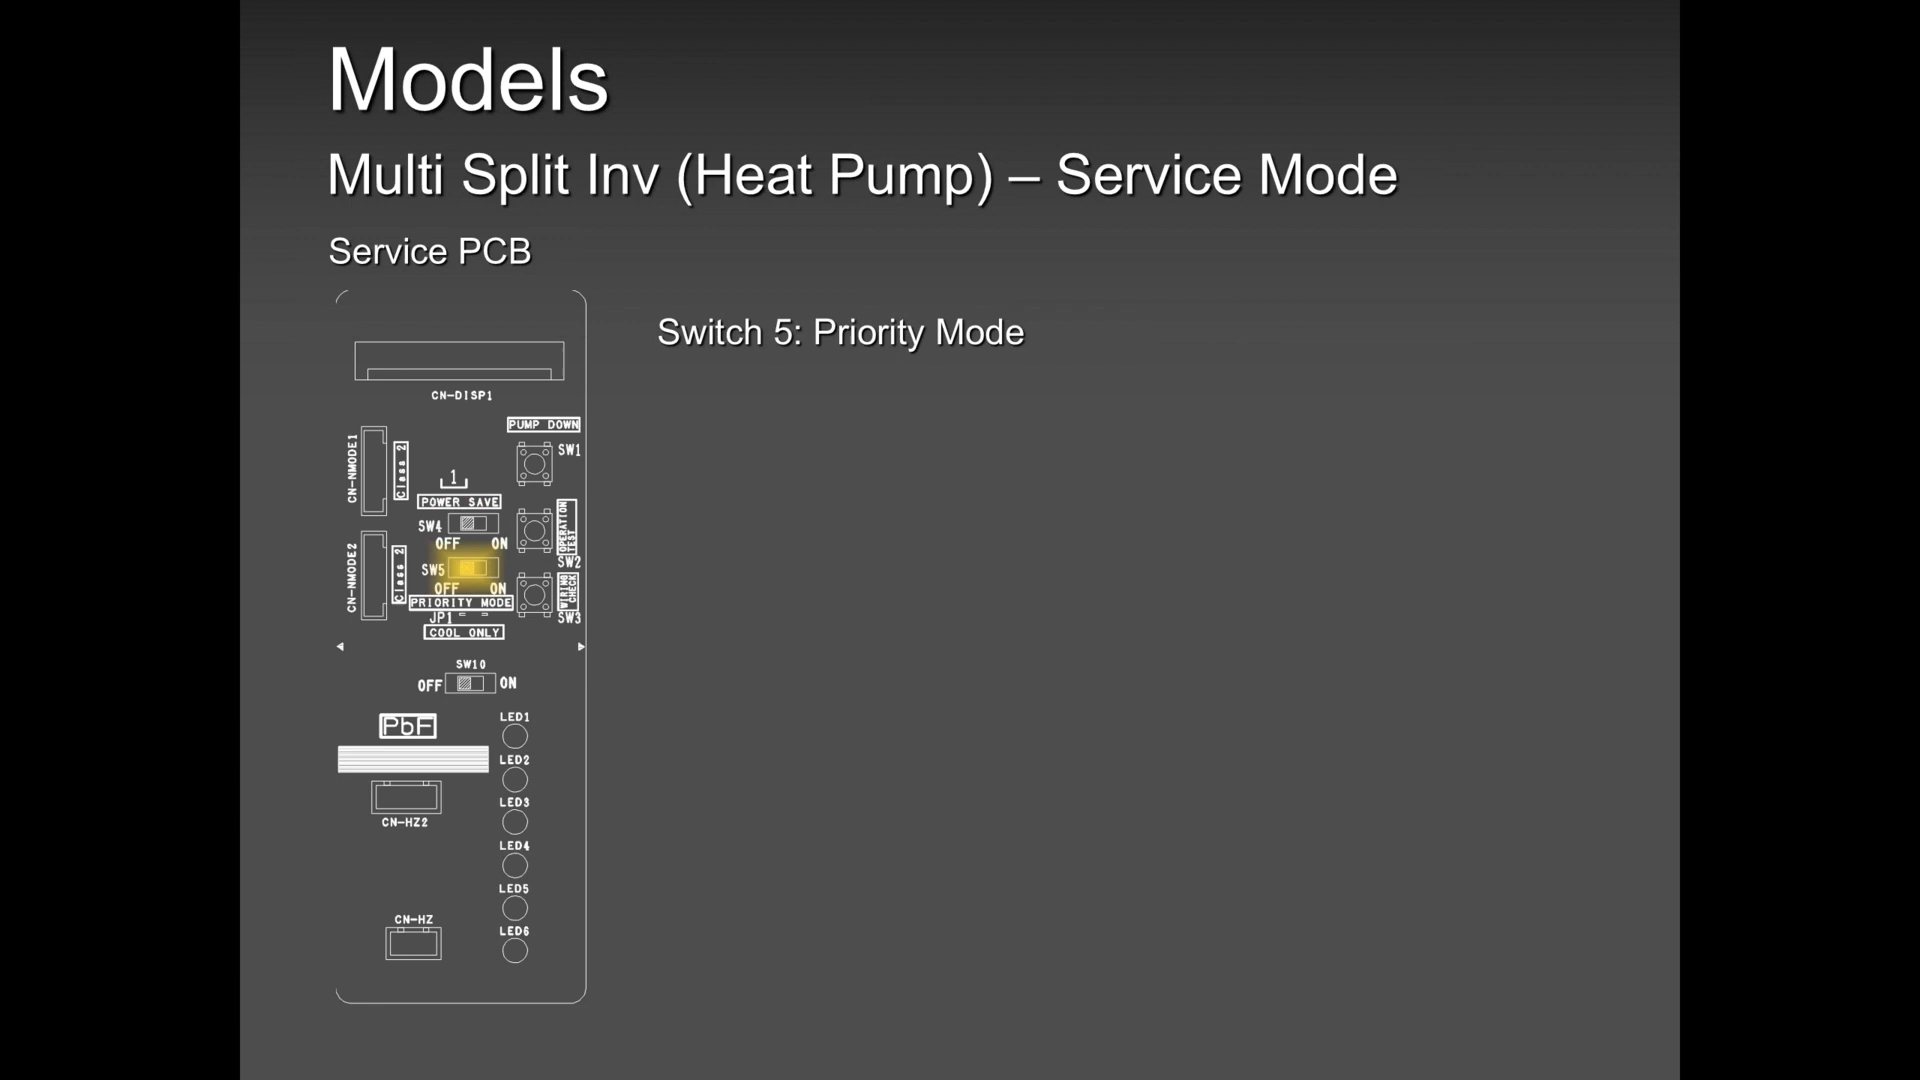 Models
Multi Split Inv (Heat Pump) – Service Mode
Service PCB
Switch 5: Priority Mode
CN-DISP1
PUMP DOWN
SW1
CN-NMODE1
Class 2
1
POWER SAVE
SW4
OFF ON
OPERATION
TEST
SW2
CN-NMODE2
Class 2
SW5
OFF ON
PRIORITY MODE
WIRING
CHECK
SW3
JP1
COOL ONLY
SW10
OFF ON
PbF
LED1
LED2
CN-HZ2
LED3
LED4
LED5
CN-HZ
LED6